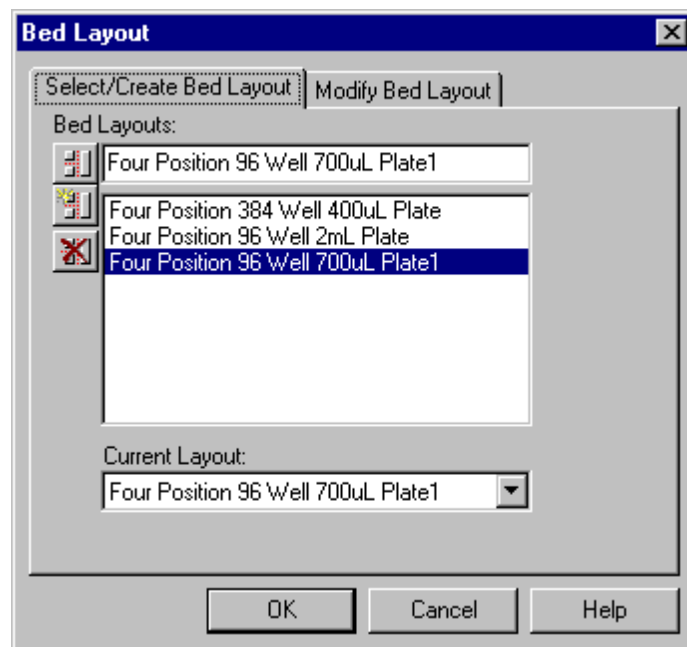 Bed Layout
Select/Create Bed Layout
Modify Bed Layout
Bed Layouts:
Four Position 96 Well 700uL Plate1
Four Position 384 Well 400uL Plate
Four Position 96 Well 2mL Plate
Four Position 96 Well 700uL Plate1
Current Layout:
Four Position 96 Well 700uL Plate1
OK
Cancel
Help